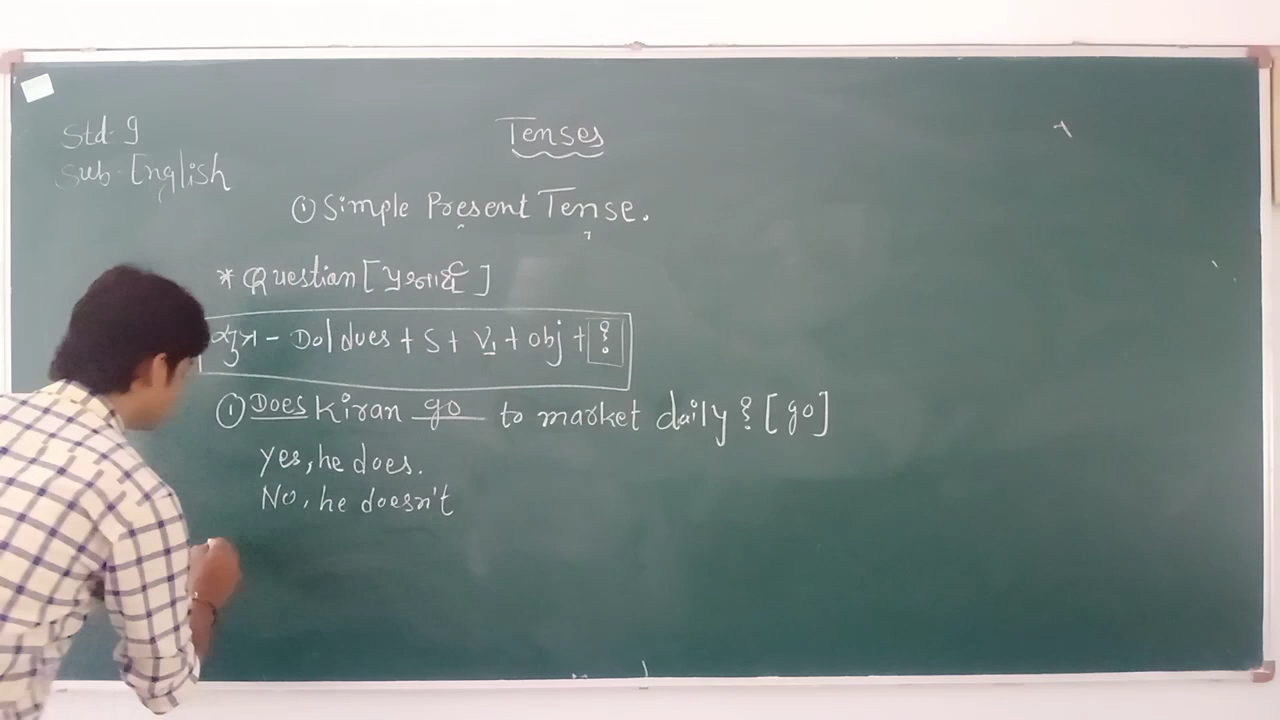 Std- 9
Sub- English
Tenses
① Simple Present Tense.
* Question [પ્રશ્નાર્થ]
સૂત્ર - Do/does + S + V1 + obj + ?
① Does Kiran go to market daily ? [go]
Yes, he does.
No, he doesn't